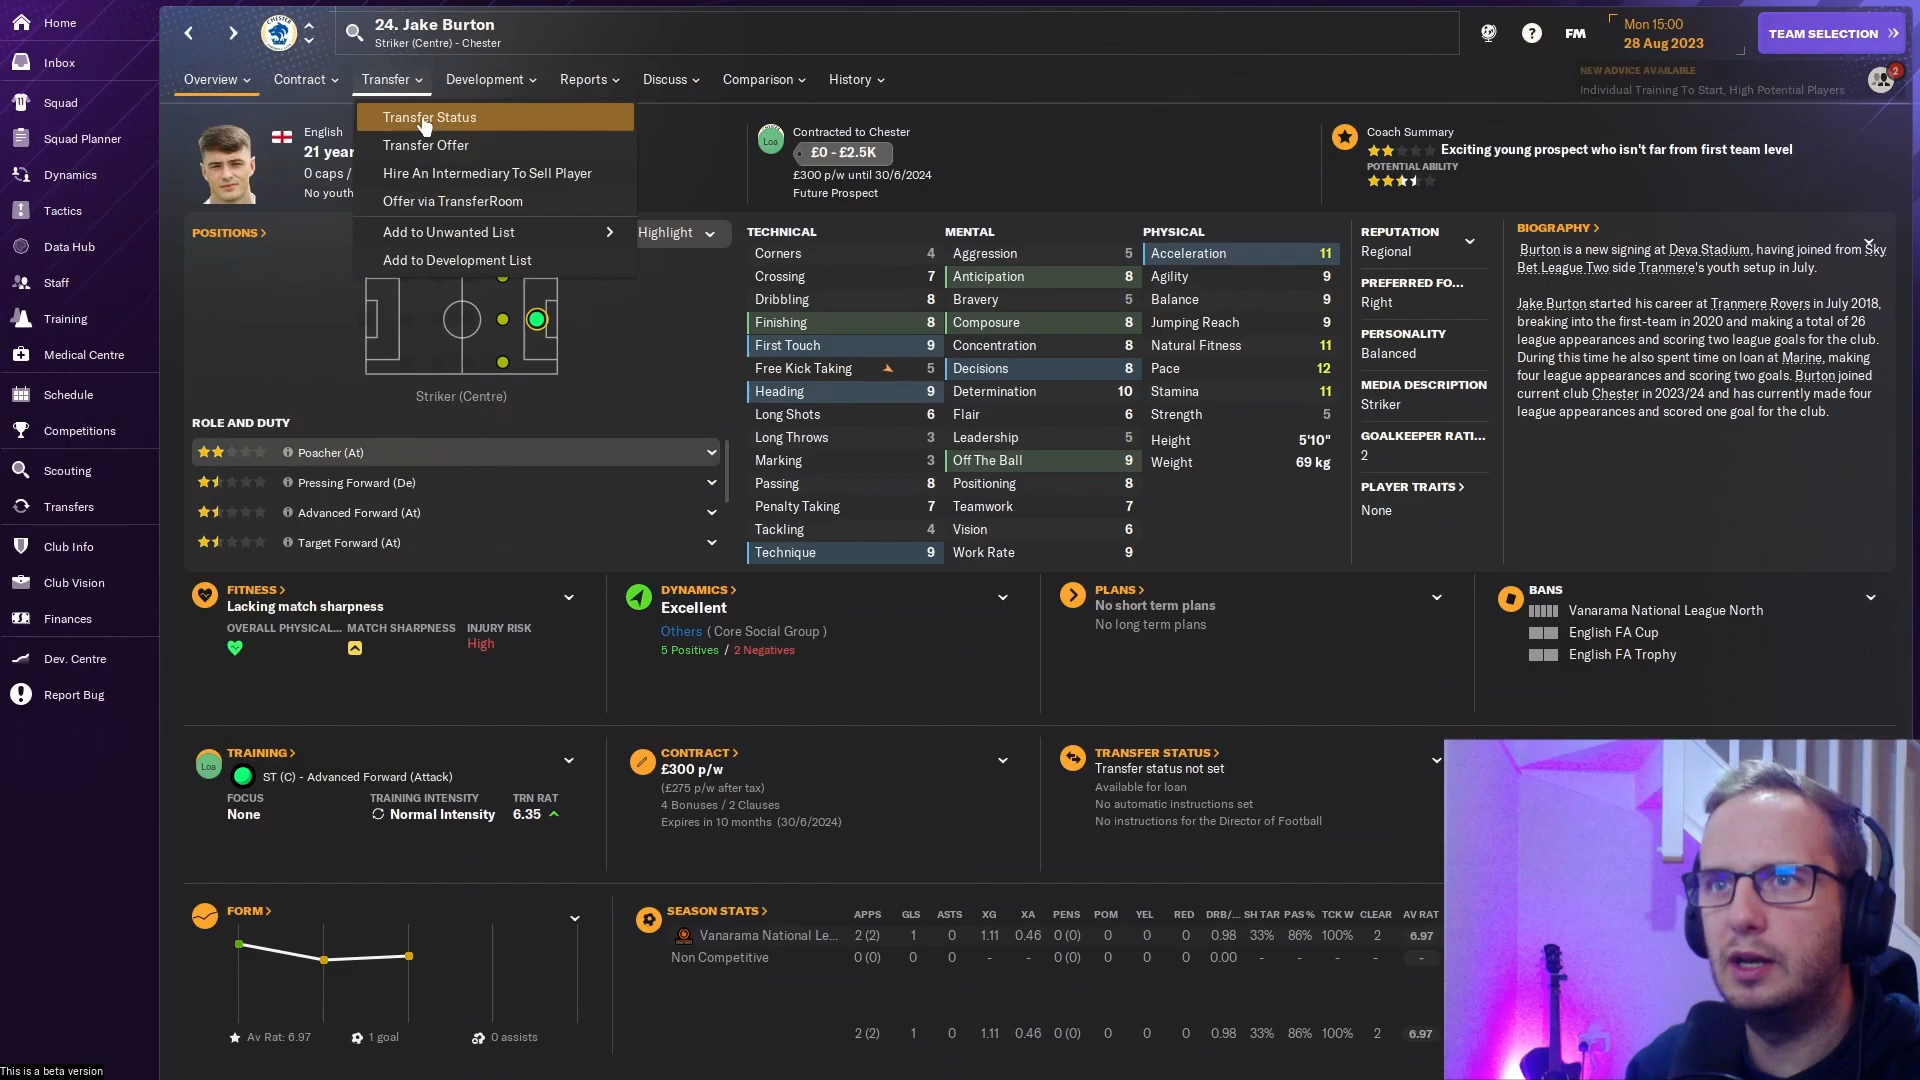 Home
Inbox
Squad
Squad Planner
Dynamics
Tactics
Data Hub
Staff
Training
Medical Centre
Schedule
Competitions
Scouting
Transfers
Club Info
Club Vision
Finances
Dev. Centre
Report Bug
This is a beta version
24. Jake Burton
Striker (Centre) - Chester
FM
Mon 15:00
28 Aug 2023
TEAM SELECTION
Overview
Contract
Transfer
Development
Reports
Discuss
Comparison
History
NEW ADVICE AVAILABLE
Individual Training To Start, High Potential Players
2
Transfer Status
Transfer Offer
Hire An Intermediary To Sell Player
Offer via TransferRoom
Add to Unwanted List
Add to Development List
English
21 year
0 caps /
No youth
Loa
Contracted to Chester
£0 - £2.5K
£300 p/w until 30/6/2024
Future Prospect
Coach Summary
Exciting young prospect who isn't far from first team level
POTENTIAL ABILITY
POSITIONS
Highlight
Striker (Centre)
ROLE AND DUTY
Poacher (At)
Pressing Forward (De)
Advanced Forward (At)
Target Forward (At)
TECHNICAL
Corners 4
Crossing 7
Dribbling 8
Finishing 8
First Touch 9
Free Kick Taking 5
Heading 9
Long Shots 6
Long Throws 3
Marking 3
Passing 8
Penalty Taking 7
Tackling 4
Technique 9
MENTAL
Aggression 5
Anticipation 8
Bravery 5
Composure 8
Concentration 8
Decisions 8
Determination 10
Flair 6
Leadership 5
Off The Ball 9
Positioning 8
Teamwork 7
Vision 6
Work Rate 9
PHYSICAL
Acceleration 11
Agility 9
Balance 9
Jumping Reach 9
Natural Fitness 11
Pace 12
Stamina 11
Strength 5
Height 5'10"
Weight 69 kg
REPUTATION
Regional
PREFERRED FO...
Right
PERSONALITY
Balanced
MEDIA DESCRIPTION
Striker
GOALKEEPER RATI...
2
PLAYER TRAITS
None
BIOGRAPHY
Burton is a new signing at Deva Stadium, having joined from Sky
Bet League Two side Tranmere's youth setup in July.
Jake Burton started his career at Tranmere Rovers in July 2018,
breaking into the first-team in 2020 and making a total of 26
league appearances and scoring two league goals for the club.
During this time he also spent time on loan at Marine, making
four league appearances and scoring two goals. Burton joined
current club Chester in 2023/24 and has currently made four
league appearances and scored one goal for the club.
FITNESS
Lacking match sharpness
OVERALL PHYSICAL... MATCH SHARPNESS INJURY RISK
High
DYNAMICS
Excellent
Others ( Core Social Group )
5 Positives / 2 Negatives
PLANS
No short term plans
No long term plans
BANS
Vanarama National League North
English FA Cup
English FA Trophy
TRAINING
Loa
ST (C) - Advanced Forward (Attack)
FOCUS TRAINING INTENSITY TRN RAT
None Normal Intensity 6.35
CONTRACT
£300 p/w
(£275 p/w after tax)
4 Bonuses / 2 Clauses
Expires in 10 months (30/6/2024)
TRANSFER STATUS
Transfer status not set
Available for loan
No automatic instructions set
No instructions for the Director of Football
FORM
Av Rat: 6.97 1 goal 0 assists
SEASON STATS APPS GLS ASTS XG XA PENS POM YEL RED DRB/... SH TAR PAS % TCK W CLEAR AV RAT
Vanarama National Le... 2 (2) 1 0 1.11 0.46 0 (0) 0 0 0 0.98 33% 86% 100% 2 6.97
Non Competitive 0 (0) 0 0 - - 0 (0) 0 0 0 0.00 - - - - -
2 (2) 1 0 1.11 0.46 0 (0) 0 0 0 0.98 33% 86% 100% 2 6.97